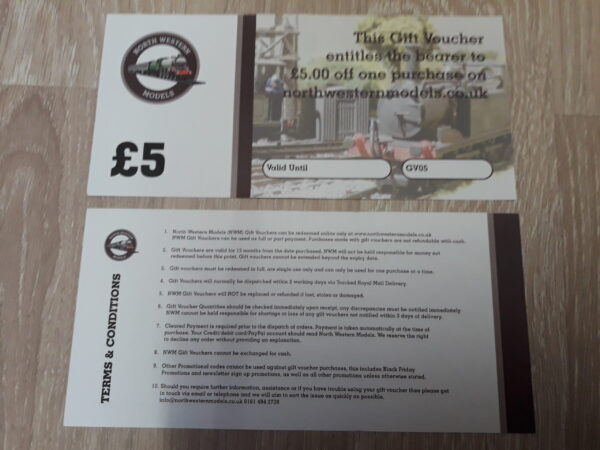 NORTH WESTERN
MODELS
£5
This Gift Voucher
entitles the bearer to
£5.00 off one purchase on
northwesternmodels.co.uk
Valid Until
GV05
TERMS & CONDITIONS
1. North Western Models (NWM) Gift Vouchers can be redeemed online only at www.northwesternmodels.co.uk
NWM Gift Vouchers can be used as full or part payment. Purchases made with gift vouchers are not refundable with cash.
2. Gift Vouchers are valid for 12 months from the date purchased. NWM will not be held responsible for money not
redeemed before this point. Gift vouchers cannot be extended beyond the expiry date.
3. Gift vouchers must be redeemed in full, are single use only and can only be used for one purchase at a time.
4. Gift Vouchers will normally be dispatched within 2 working days via Tracked Royal Mail Delivery.
5. NWM Gift Vouchers will NOT be replaced or refunded if lost, stolen or damaged.
6. Gift Voucher Quantities should be checked immediately upon receipt, any discrepancies must be notified immediately
NWM cannot be held responsible for shortages or loss of any gift vouchers not notified within 3 days of delivery.
7. Cleared Payment is required prior to the dispatch of orders. Payment is taken automatically at the time of
purchase. Your Credit/debit card/PayPal account should read North Western Models. We reserve the right
to decline any order without providing an explanation.
8. NWM Gift Vouchers cannot be exchanged for cash.
9. Other Promotional codes cannot be used against gift voucher purchases, this includes Black Friday
Promotions and newsletter sign up promotions, as well as all other promotions unless otherwise stated.
10. Should you require further information, assistance or if you have trouble using your gift voucher then please get
in touch via email or telephone and we will aim to sort the issue as quickly as possible.
info@northwesternmodels.co.uk 0161 494 2728